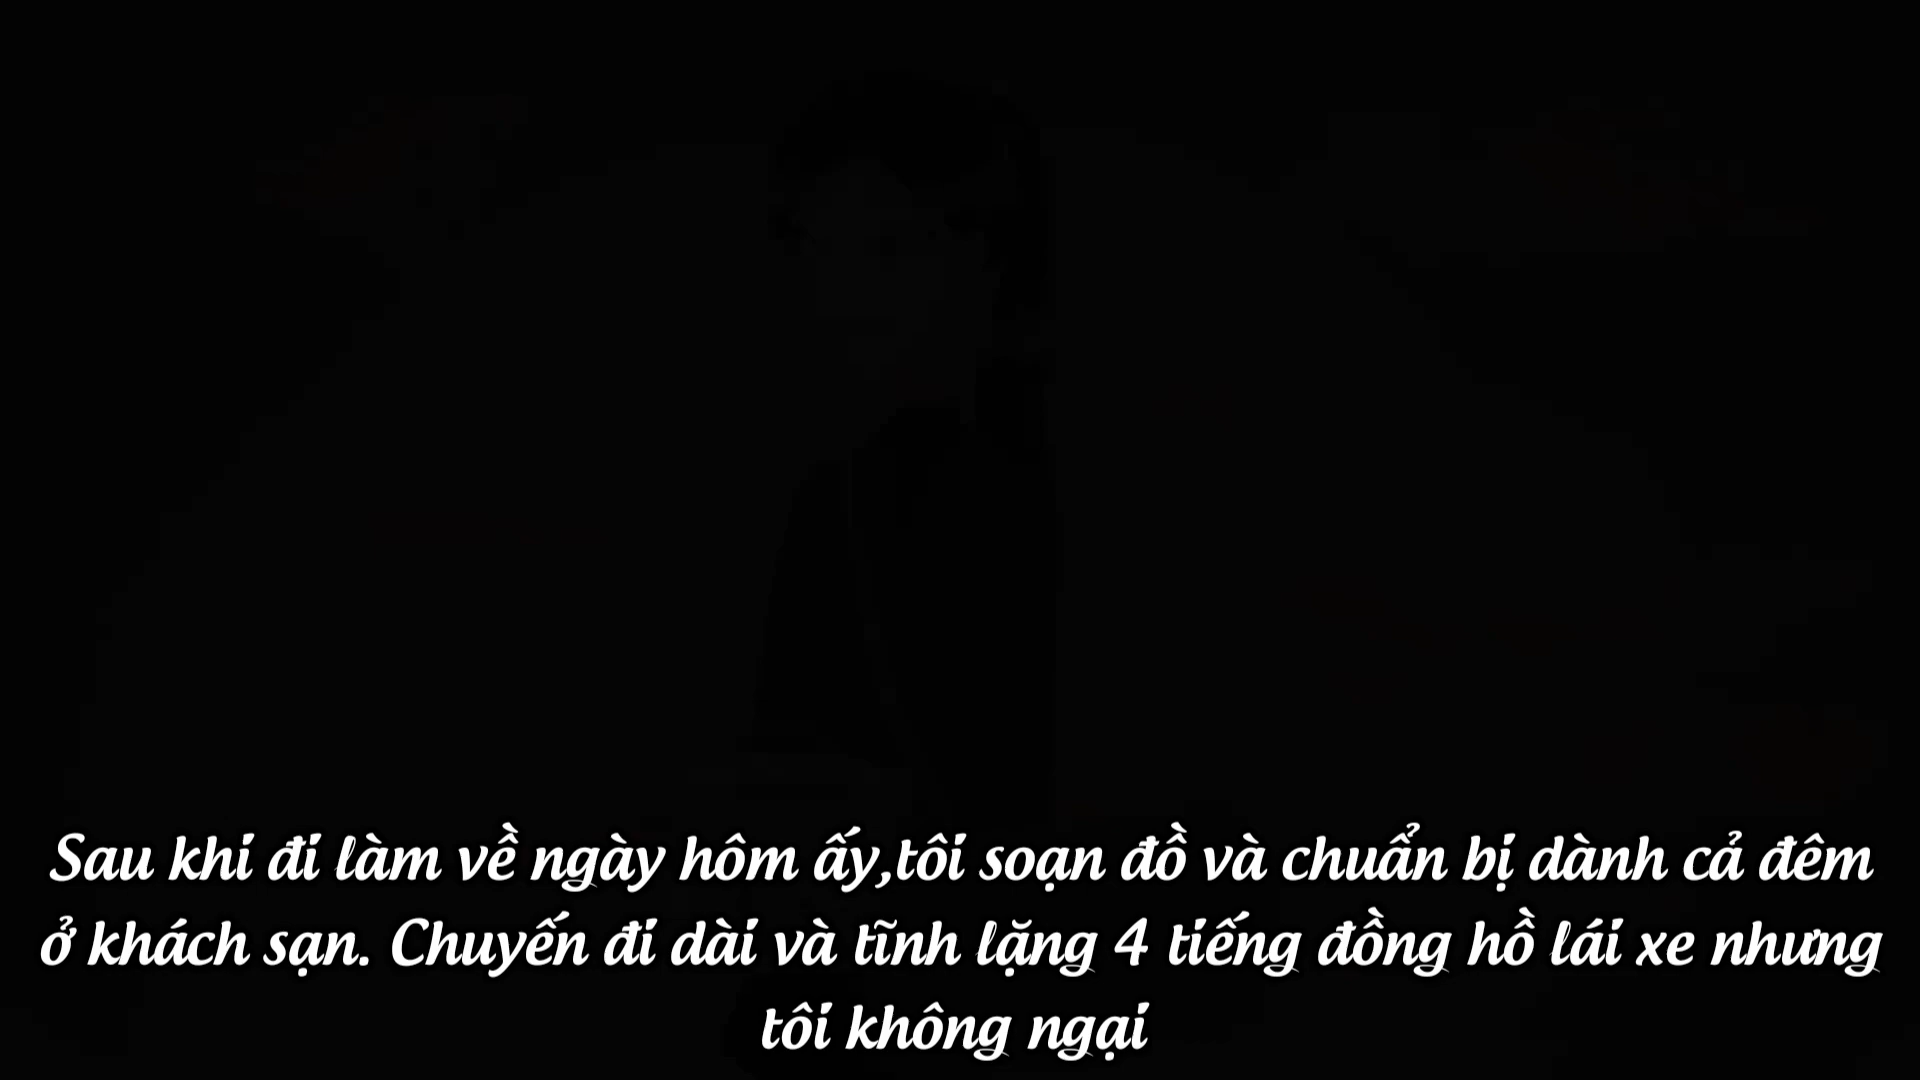 Sau khi đi làm về ngày hôm ấy,tôi soạn đồ và chuẩn bị dành cả đêm
ở khách sạn. Chuyến đi dài và tĩnh lặng 4 tiếng đồng hồ lái xe nhưng
tôi không ngại